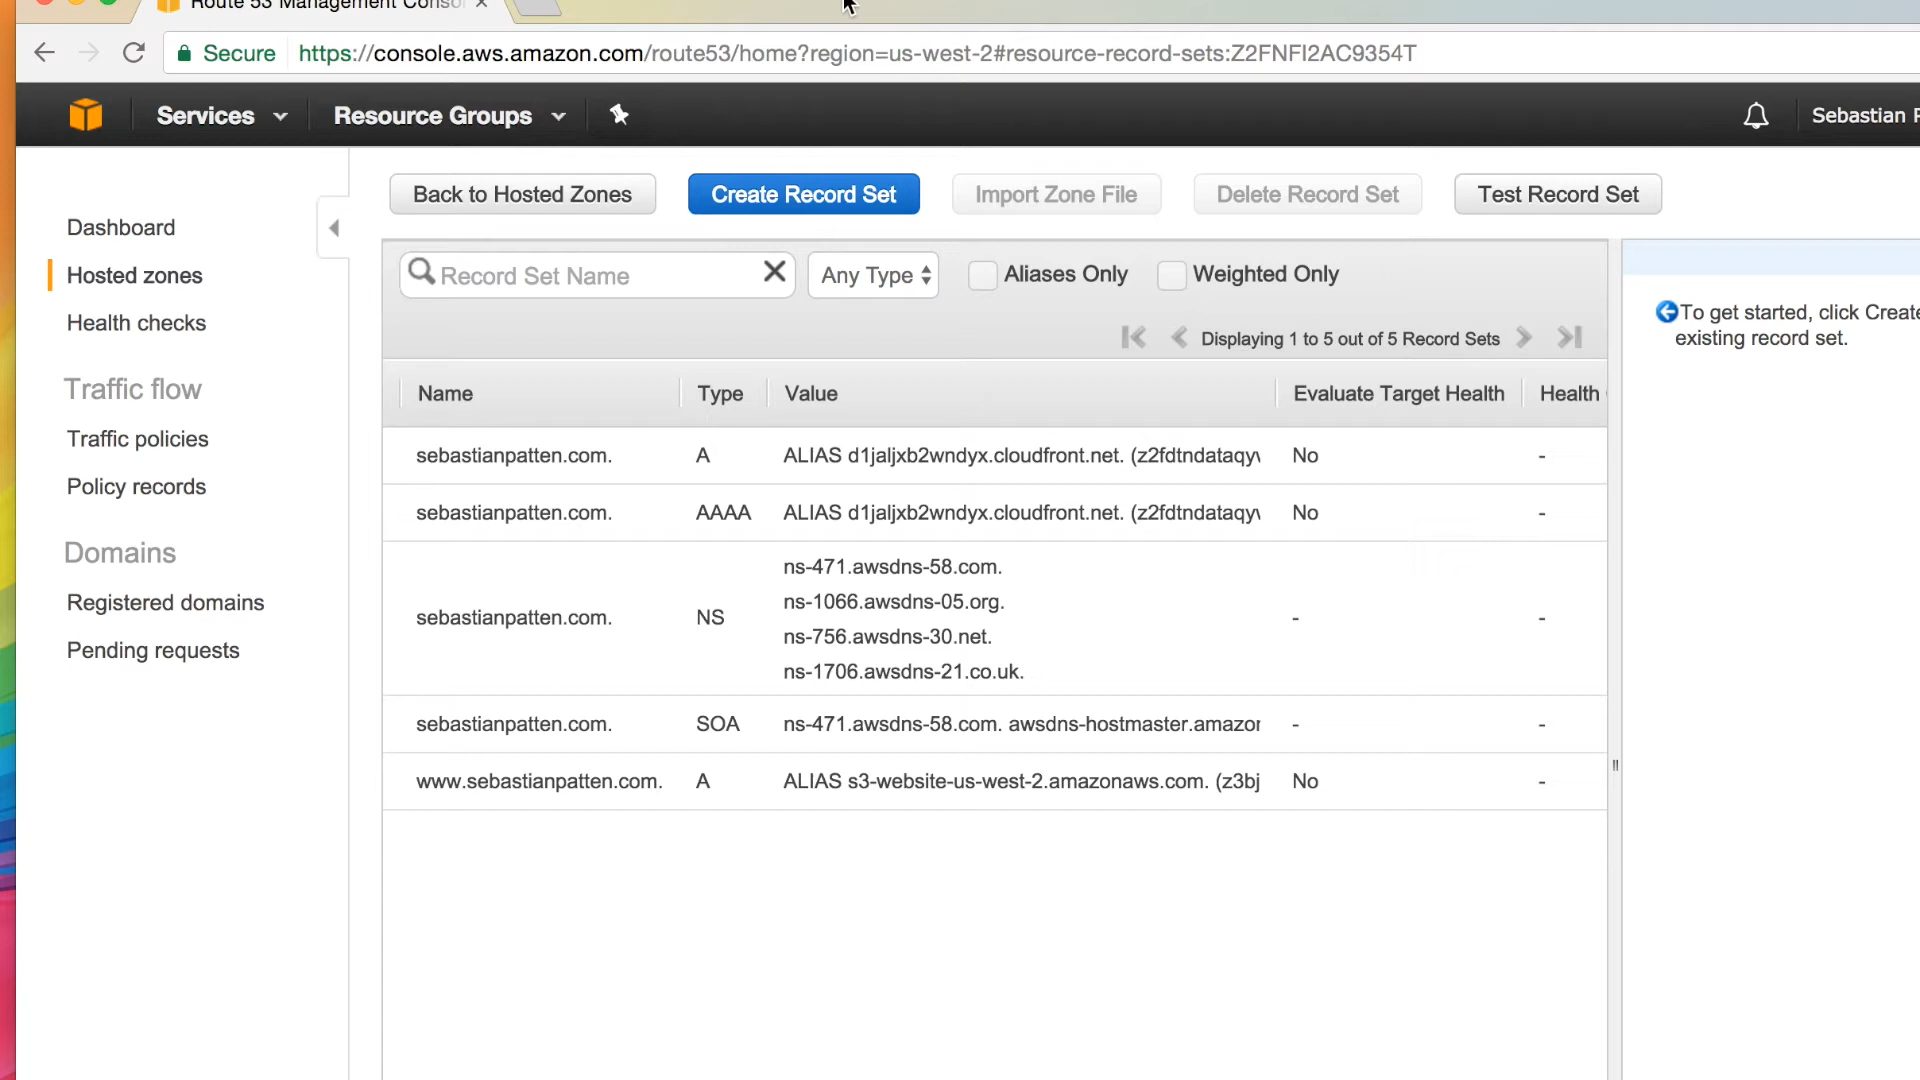 Route 53 Management Conso
Secure https://console.aws.amazon.com/route53/home?region=us-west-2#resource-record-sets:Z2FNFI2AC9354T
Services Resource Groups Sebastian P
Back to Hosted Zones Create Record Set Import Zone File Delete Record Set Test Record Set
Dashboard
Hosted zones
Health checks
Traffic flow
Traffic policies
Policy records
Domains
Registered domains
Pending requests
Record Set Name Any Type Aliases Only Weighted Only
Displaying 1 to 5 out of 5 Record Sets
Name Type Value Evaluate Target Health Health
sebastianpatten.com. A ALIAS d1jaljxb2wndyx.cloudfront.net. (z2fdtndataqyv No -
sebastianpatten.com. AAAA ALIAS d1jaljxb2wndyx.cloudfront.net. (z2fdtndataqyv No -
ns-471.awsdns-58.com.
ns-1066.awsdns-05.org.
sebastianpatten.com. NS - -
ns-756.awsdns-30.net.
ns-1706.awsdns-21.co.uk.
sebastianpatten.com. SOA ns-471.awsdns-58.com. awsdns-hostmaster.amazor - -
www.sebastianpatten.com. A ALIAS s3-website-us-west-2.amazonaws.com. (z3bj No -
To get started, click Create
existing record set.